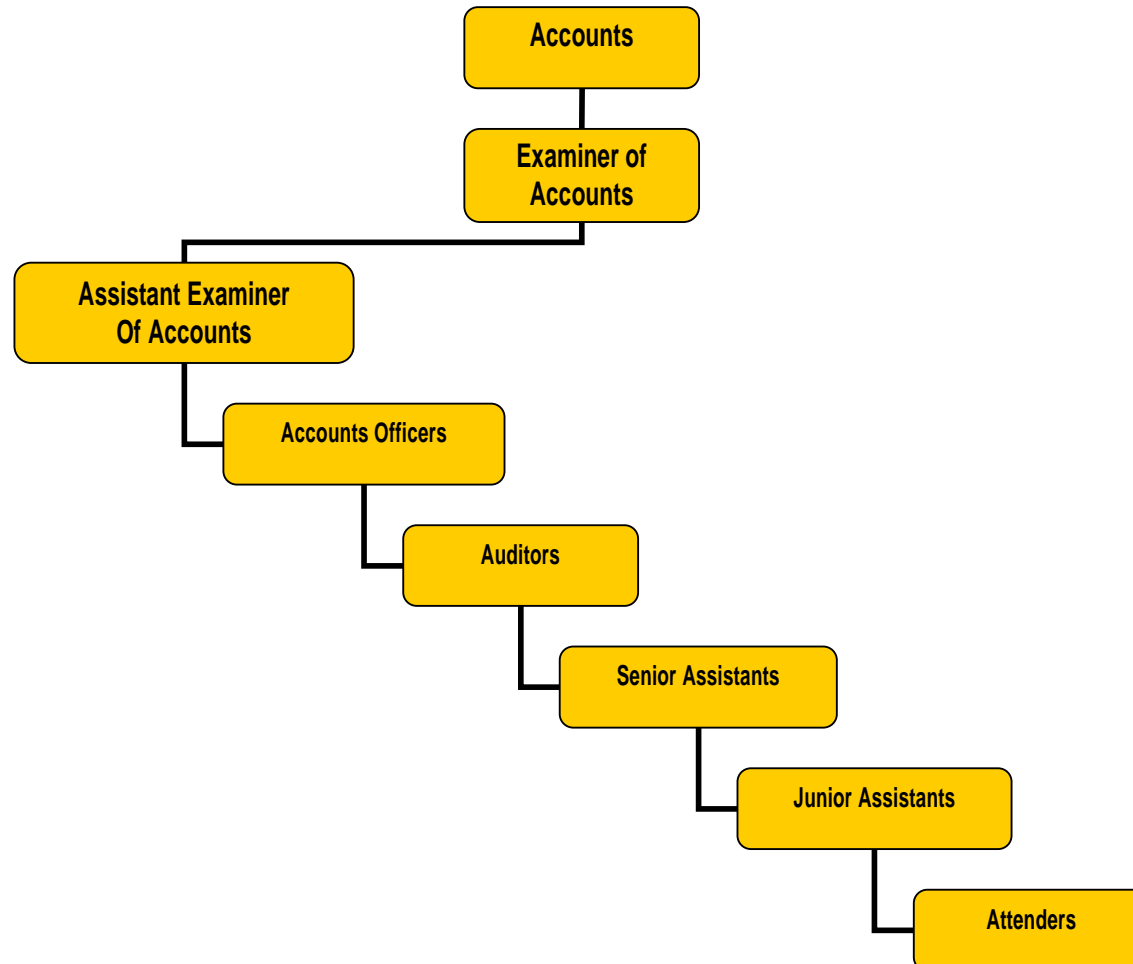 Accounts
Examiner of
Accounts
Assistant Examiner
Of Accounts
Accounts Officers
Auditors
Senior Assistants
Junior Assistants
Attenders